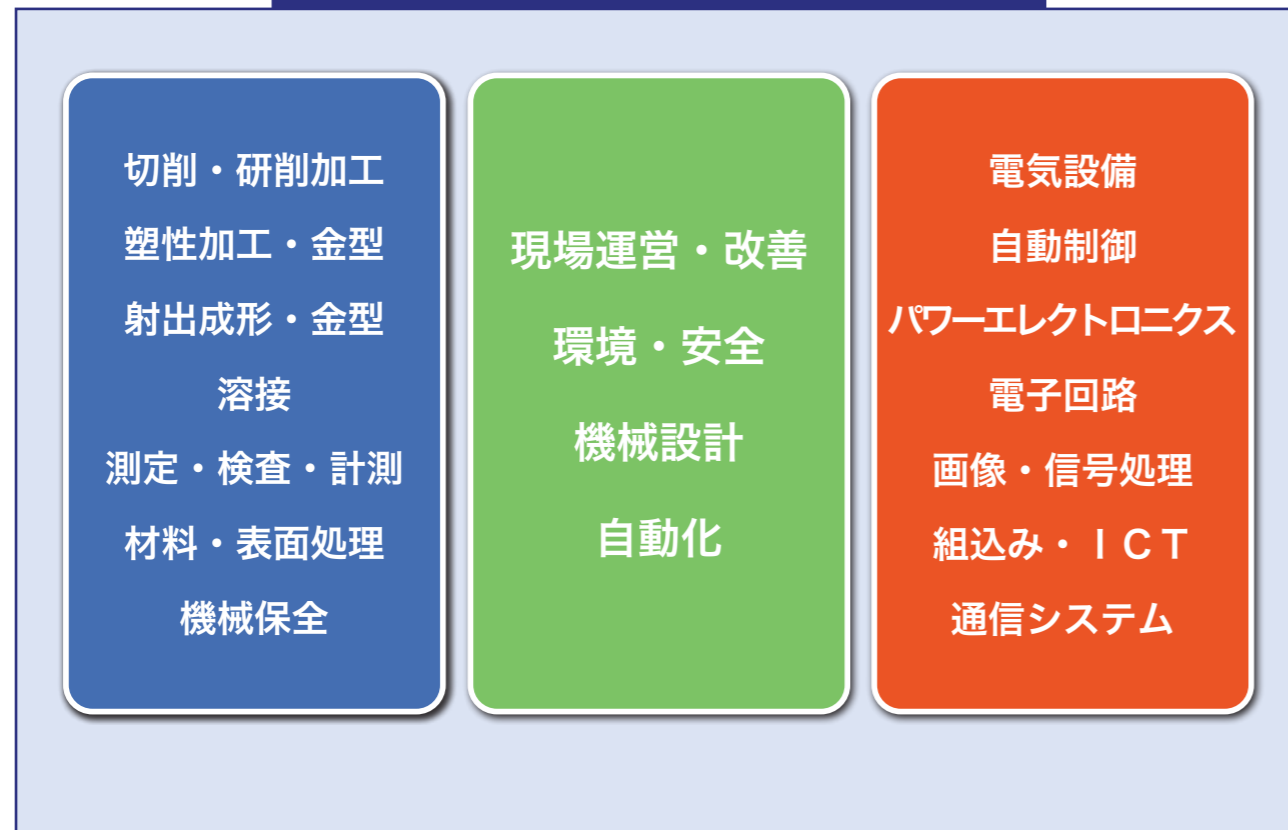 切削・研削加工
塑性加工・金型
射出成形・金型
溶接
測定・検査・計測
材料・表面処理
機械保全
現場運営・改善
環境・安全
機械設計
自動化
電気設備
自動制御
パワーエレクトロニクス
電子回路
画像・信号処理
組込み・ＩＣＴ
通信システム